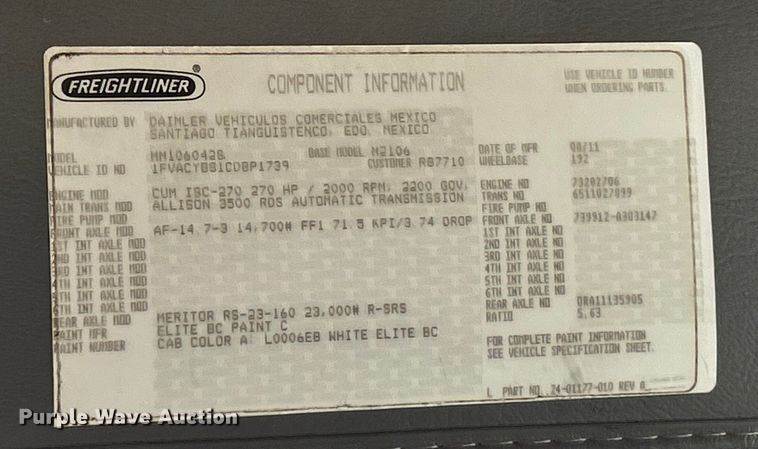 FREIGHTLINER
COMPONENT INFORMATION
USE VEHICLE ID NUMBER
WHEN ORDERING PARTS.
MANUFACTURED BY DAIMLER VEHICULOS COMERCIALES MEXICO
SANTIAGO TIANGUISTENCO, EDO. MEXICO
MODEL MM106042S BASE MODEL M2106 DATE OF MFR 08/11
VEHICLE ID NO 1FVACYBS1CDBP1739 CUSTOMER R87710 WHEELBASE 192
ENGINE MOD CUM ISC-270 270 HP / 2000 RPM, 2200 GOV. ENGINE NO 73202706
MAIN TRANS MOD ALLISON 3500 RDS AUTOMATIC TRANSMISSION TRANS NO 6511027899
FIRE PUMP MOD FIRE PUMP NO
FRONT AXLE MOD AF-14.7-3 14,700# FF1 71.5 KPI/3.74 DROP FRONT AXLE NO 739912-A303147
1ST INT AXLE MOD 1ST INT AXLE NO
2ND INT AXLE MOD 2ND INT AXLE NO
3RD INT AXLE MOD 3RD INT AXLE NO
4TH INT AXLE MOD 4TH INT AXLE NO
5TH INT AXLE MOD 5TH INT AXLE NO
6TH INT AXLE MOD 6TH INT AXLE NO
REAR AXLE MOD MERITOR RS-23-160 23,000# R-SRS REAR AXLE NO ORA11135905
PAINT MFR ELITE BC PAINT C RATIO 5.63
PAINT NUMBER CAB COLOR A: L0006EB WHITE ELITE BC
FOR COMPLETE PAINT INFORMATION
SEE VEHICLE SPECIFICATION SHEET.
L PART NO. 24-01177-010 REV A
Purple Wave Auction